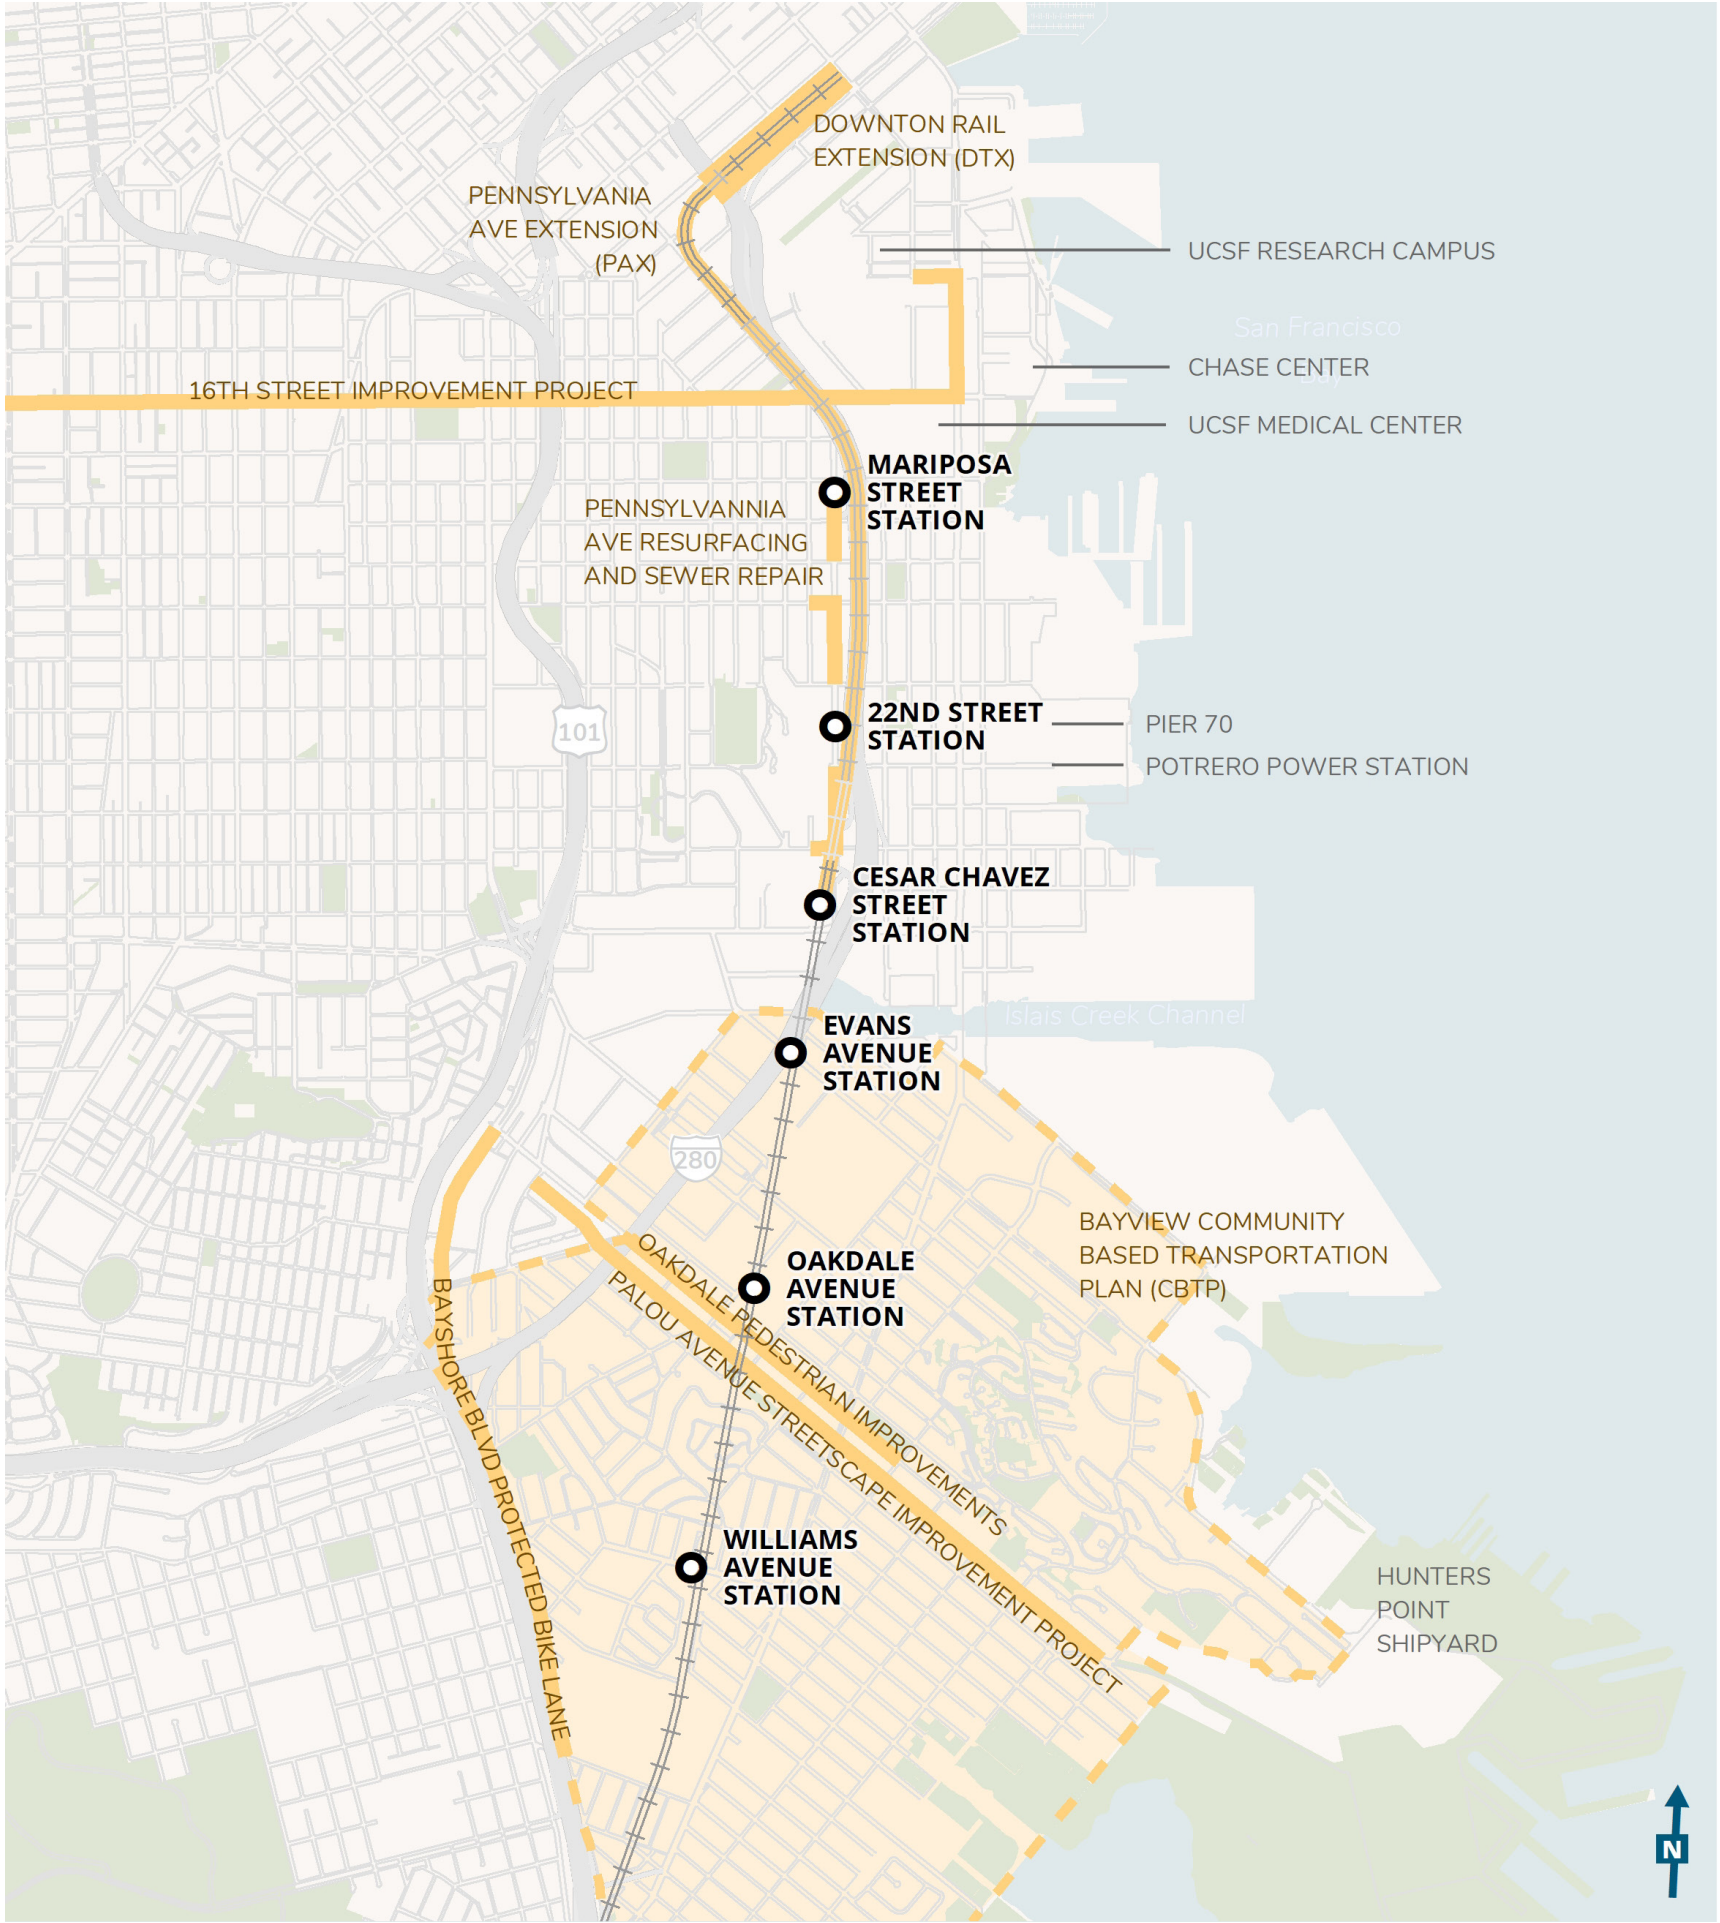 DOWNTON RAIL
EXTENSION (DTX)
PENNSYLVANIA
AVE EXTENSION
(PAX)
UCSF RESEARCH CAMPUS
San Francisco
Bay
CHASE CENTER
16TH STREET IMPROVEMENT PROJECT
UCSF MEDICAL CENTER
MARIPOSA
STREET
STATION
PENNSYLVANNIA
AVE RESURFACING
AND SEWER REPAIR
22ND STREET
STATION
PIER 70
101
POTRERO POWER STATION
CESAR CHAVEZ
STREET
STATION
Islais Creek Channel
EVANS
AVENUE
STATION
280
BAYVIEW COMMUNITY
BASED TRANSPORTATION
PLAN (CBTP)
OAKDALE
AVENUE
STATION
OAKDALE PEDESTRIAN IMPROVEMENTS
PALOU AVENUE STREETSCAPE IMPROVEMENT PROJECT
BAYSHORE BLVD PROTECTED BIKE LANE
WILLIAMS
AVENUE
STATION
HUNTERS
POINT
SHIPYARD
N